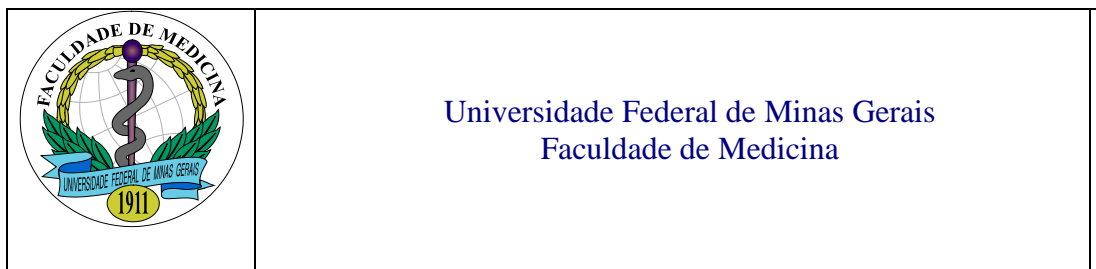 FACULDADE DE MEDICINA
UNIVERSIDADE FEDERAL DE MINAS GERAIS
1911
Universidade Federal de Minas Gerais
Faculdade de Medicina